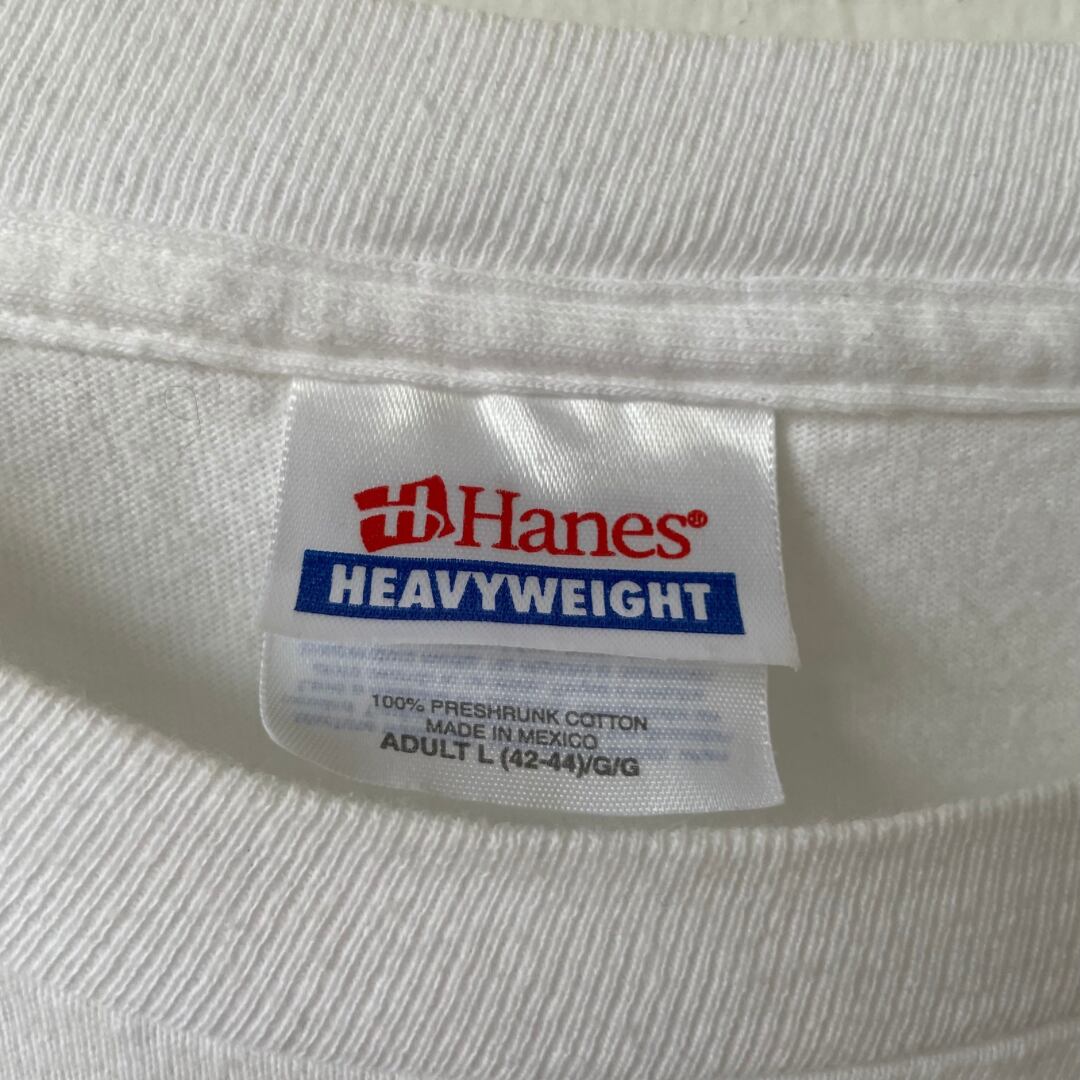 Hanes
HEAVYWEIGHT
100% PRESHRUNK COTTON
MADE IN MEXICO
ADULT L (42-44)/G/G